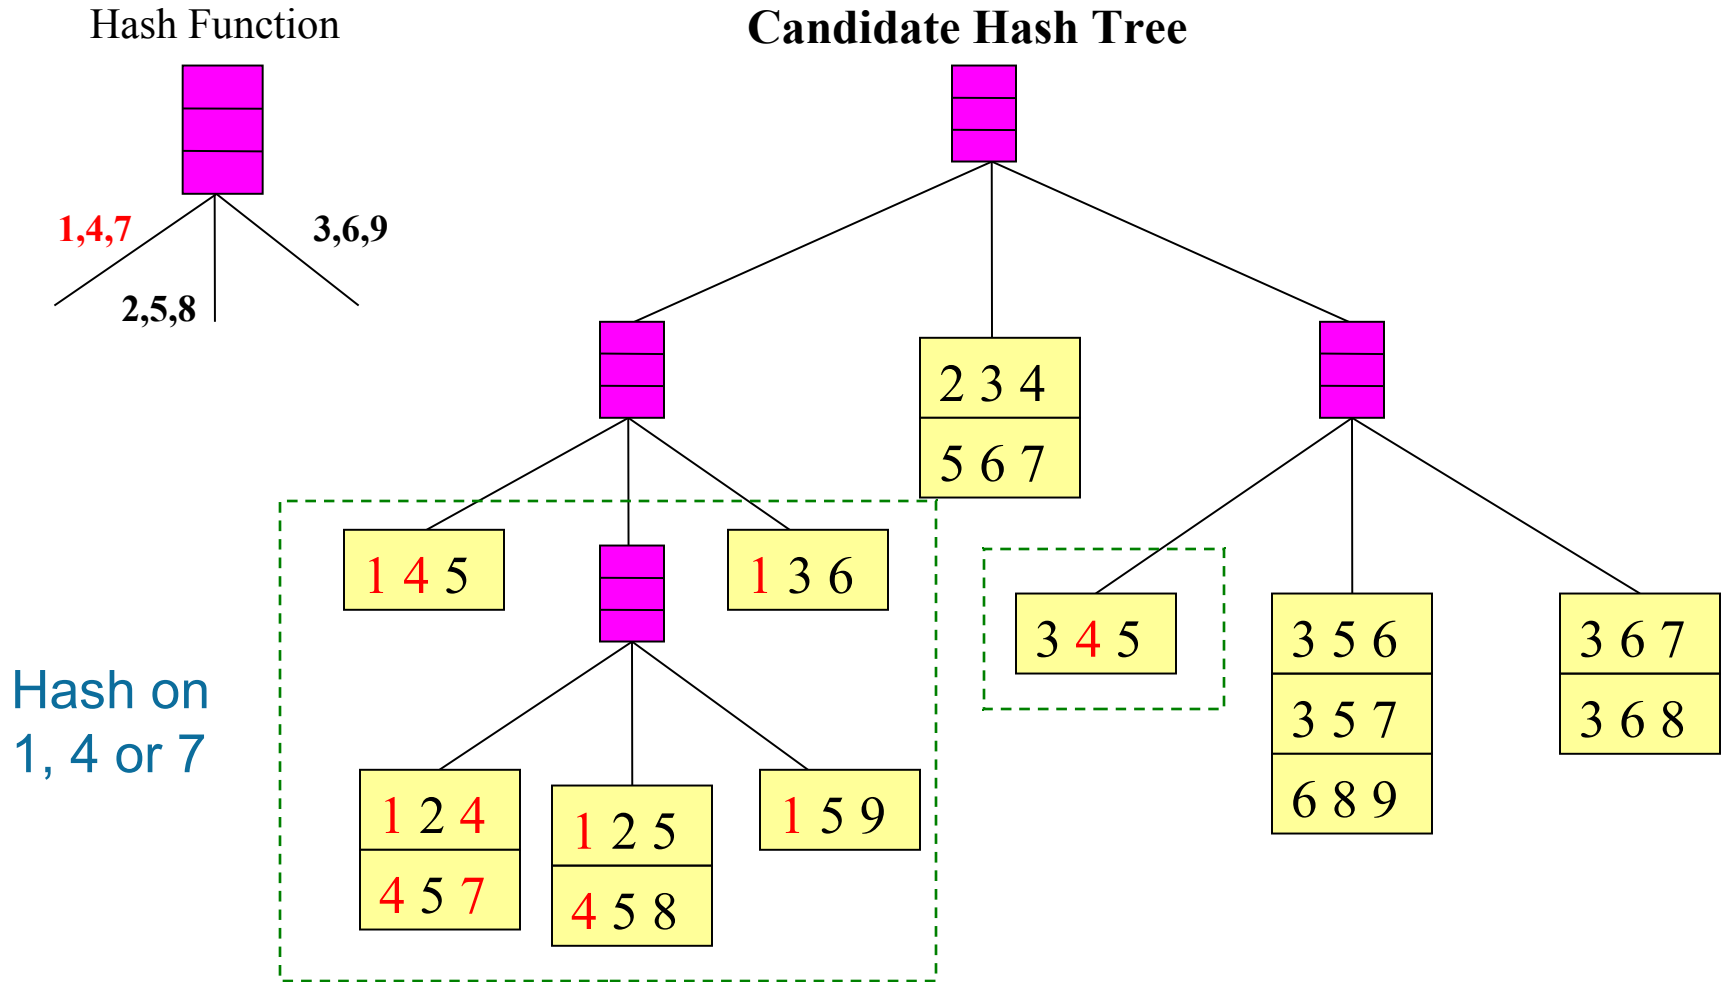 Hash Function
Candidate Hash Tree
1,4,7
3,6,9
2,5,8
2 3 4
5 6 7
1 4 5
1 3 6
3 4 5
3 5 6
3 6 7
3 5 7
3 6 8
6 8 9
Hash on
1, 4 or 7
1 2 4
1 2 5
1 5 9
4 5 7
4 5 8